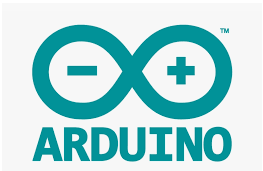 ™
- +
ARDUINO